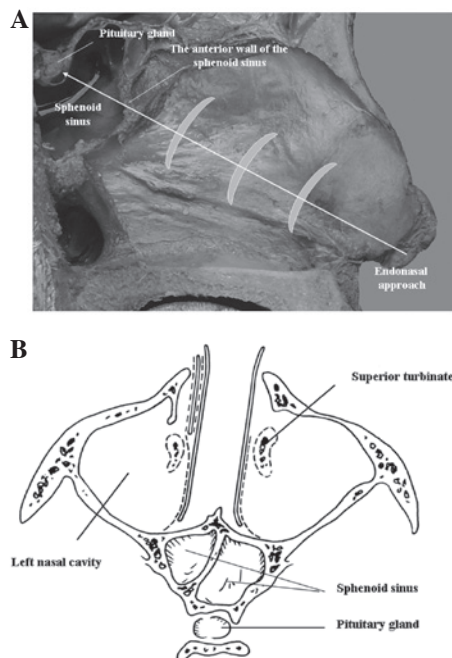 A
Pituitary gland
The anterior wall of the
sphenoid sinus
Sphenoid
sinus
Endonasal
approach
B
Superior turbinate
Left nasal cavity
Sphenoid sinus
Pituitary gland